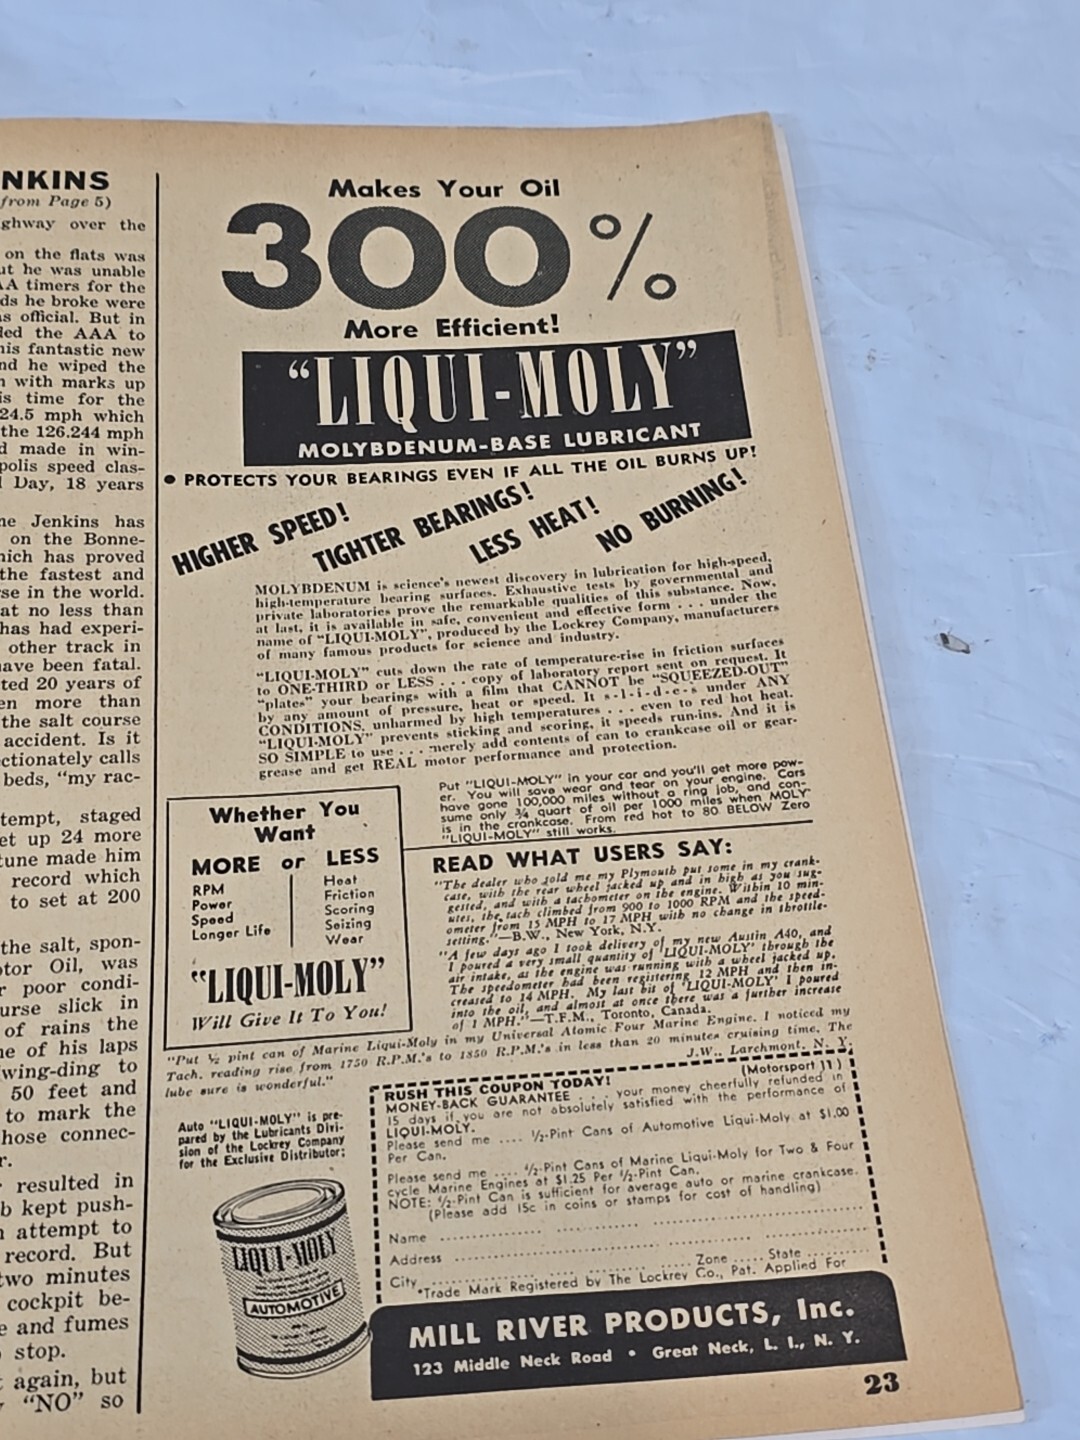 NKINS
from Page 5)
ghway over the
on the flats was
ut he was unable
AA timers for the
ds he broke were
as official. But in
ded the AAA to
his fantastic new
nd he wiped the
n with marks up
is time for the
24.5 mph which
the 126.244 mph
d made in win-
polis speed clas-
l Day, 18 years
ne Jenkins has
on the Bonne-
hich has proved
the fastest and
rse in the world.
at no less than
has had experi-
other track in
have been fatal.
ted 20 years of
en more than
the salt course
accident. Is it
ectionately calls
beds, "my rac-
tempt, staged
et up 24 more
tune made him
record which
to set at 200
the salt, spon-
otor Oil, was
r poor condi-
urse slick in
of rains the
ne of his laps
wing-ding to
50 feet and
to mark the
hose connec-
r.
resulted in
b kept push-
n attempt to
record. But
two minutes
cockpit be-
e and fumes
stop.
t again, but
y "NO" so
Makes Your Oil
300%
More Efficient!
"LIQUI-MOLY"
MOLYBDENUM-BASE LUBRICANT
• PROTECTS YOUR BEARINGS EVEN IF ALL THE OIL BURNS UP!
HIGHER SPEED!
TIGHTER BEARINGS!
LESS HEAT!
NO BURNING!
MOLYBDENUM is science's newest discovery in lubrication for high-speed,
high-temperature bearing surfaces. Exhaustive tests by governmental and
private laboratories prove the remarkable qualities of this substance. Now,
at last, it is available in safe, convenient and effective form . . . under the
name of "LIQUI-MOLY", produced by the Lockrey Company, manufacturers
of many famous products for science and industry.
"LIQUI-MOLY" cuts down the rate of temperature-rise in friction surfaces
to ONE-THIRD or LESS . . . copy of laboratory report sent on request. It
"plates" your bearings with a film that CANNOT be "SQUEEZED-OUT"
by any amount of pressure, heat or speed. It s-l-i-d-e-s under ANY
CONDITIONS, unharmed by high temperatures . . . even to red hot heat.
"LIQUI-MOLY" prevents sticking and scoring, it speeds run-ins. And it is
SO SIMPLE to use . . . merely add contents of can to crankcase oil or gear-
grease and get REAL motor performance and protection.
Put "LIQUI-MOLY" in your car and you'll get more pow-
er. You will save wear and tear on your engine. Cars
have gone 100,000 miles without a ring job, and con-
sume only ¾ quart of oil per 1000 miles when MOLY
is in the crankcase. From red hot to 80 BELOW Zero
"LIQUI-MOLY" still works.
Whether You
Want
MORE or LESS
RPM
Power
Speed
Longer Life
Heat
Friction
Scoring
Seizing
Wear
"LIQUI-MOLY"
Will Give It To You!
READ WHAT USERS SAY:
"The dealer who sold me my Plymouth put some in my crank-
case, with the rear wheel jacked up and in high as you sug-
gested, and with a tachometer on the engine. Within 10 min-
utes, the tach climbed from 900 to 1000 RPM and the speed-
ometer from 15 MPH to 17 MPH with no change in throttle-
setting."—B.W., New York, N.Y.
"A few days ago I took delivery of my new Austin A40, and
I poured a very small quantity of 'LIQUI-MOLY' through the
air intake, as the engine was running with a wheel jacked up.
The speedometer had been registering 12 MPH and then in-
creased to 14 MPH. My last bit of 'LIQUI-MOLY' I poured
into the oil, and almost at once there was a further increase
of 1 MPH."—T.F.M., Toronto, Canada.
"Put ½ pint can of Marine Liqui-Moly in my Universal Atomic Four Marine Engine. I noticed my
Tach. reading rise from 1750 R.P.M.'s to 1850 R.P.M.'s in less than 20 minutes cruising time. The
lube sure is wonderful."
J.W., Larchmont, N. Y.
Auto "LIQUI-MOLY" is pre-
pared by the Lubricants Divi-
sion of the Lockrey Company
for the Exclusive Distributor:
LIQUI-MOLY
AUTOMOTIVE
RUSH THIS COUPON TODAY!
(Motorsport 11)
MONEY-BACK GUARANTEE . . . your money cheerfully refunded in
15 days if you are not absolutely satisfied with the performance of
LIQUI-MOLY.
Please send me .... ½-Pint Cans of Automotive Liqui-Moly at $1.00
Per Can.
Please send me .... ½-Pint Cans of Marine Liqui-Moly for Two & Four
cycle Marine Engines at $1.25 Per ½-Pint Can.
NOTE: ½-Pint Can is sufficient for average auto or marine crankcase.
(Please add 15c in coins or stamps for cost of handling)
Name
Address
City Zone State
*Trade Mark Registered by The Lockrey Co., Pat. Applied For
MILL RIVER PRODUCTS, Inc.
123 Middle Neck Road • Great Neck, L. I., N. Y.
23